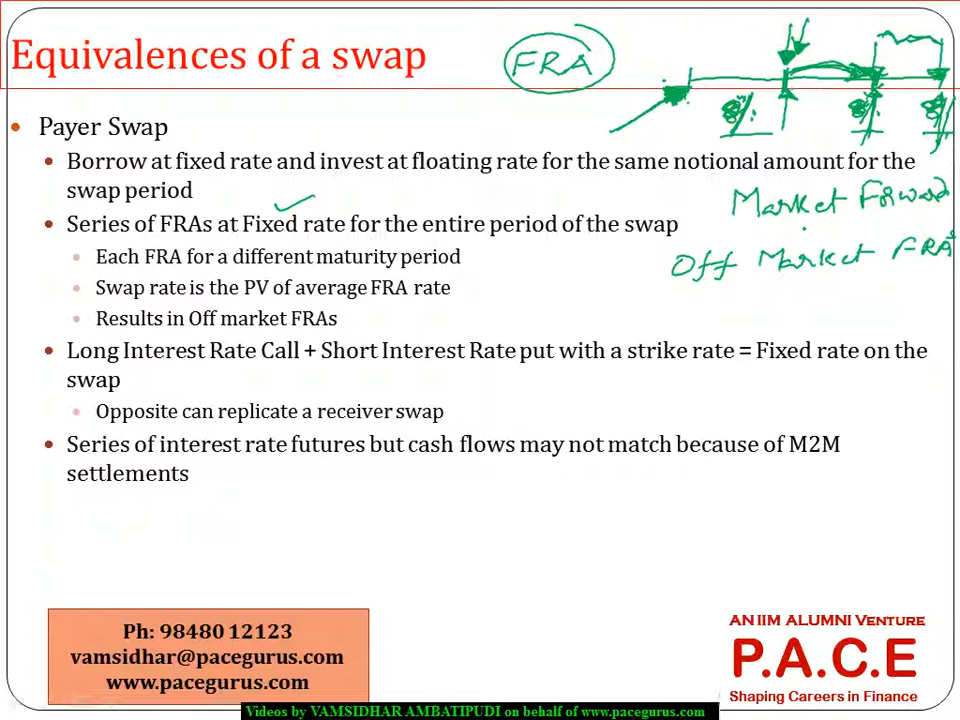 Equivalences of a swap
FRA
8%
8%
8%
Market Forward
Off Market FRAs
Payer Swap
Borrow at fixed rate and invest at floating rate for the same notional amount for the
swap period
Series of FRAs at Fixed rate for the entire period of the swap
Each FRA for a different maturity period
Swap rate is the PV of average FRA rate
Results in Off market FRAs
Long Interest Rate Call + Short Interest Rate put with a strike rate = Fixed rate on the
swap
Opposite can replicate a receiver swap
Series of interest rate futures but cash flows may not match because of M2M
settlements
Ph: 98480 12123
vamsidhar@pacegurus.com
www.pacegurus.com
AN IIM ALUMNI VENTURE
P.A.C.E
Shaping Careers in Finance
Videos by VAMSIDHAR AMBATIPUDI on behalf of www.pacegurus.com